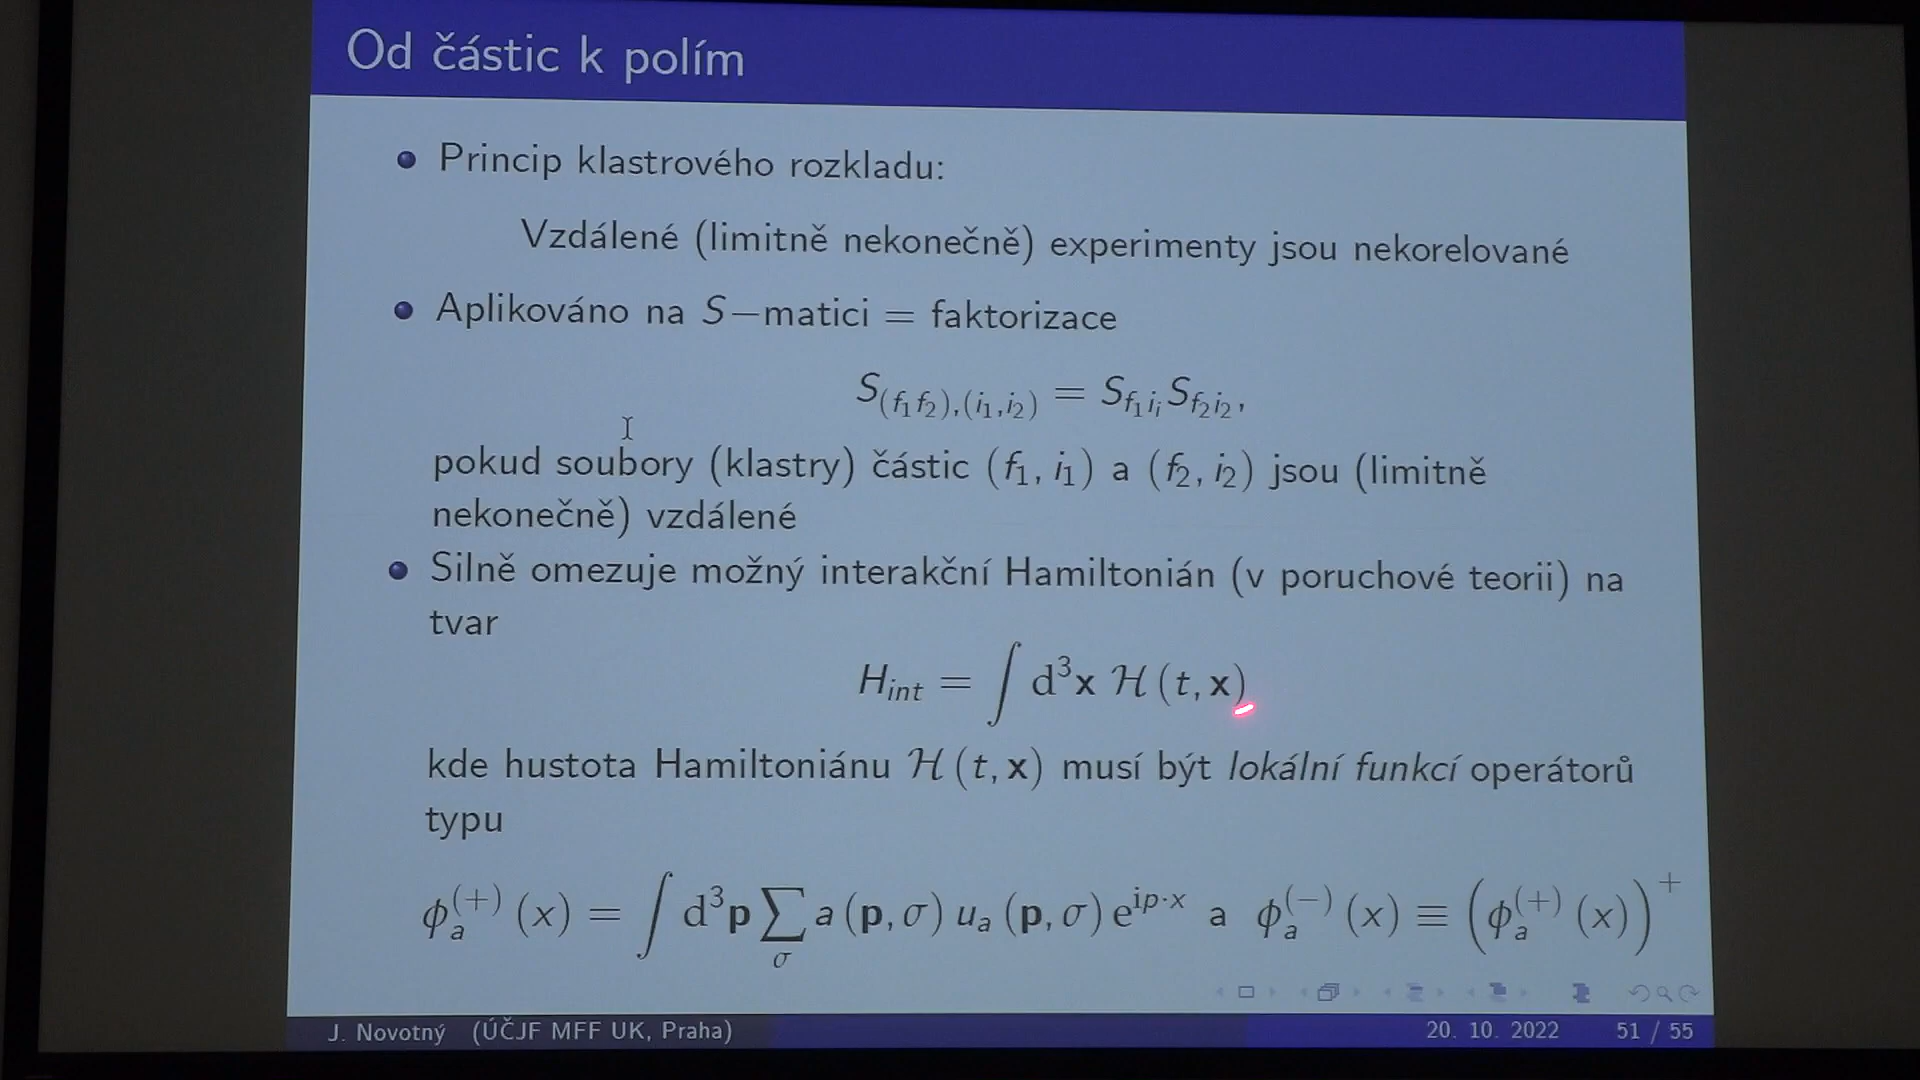 Od částic k polím
Princip klastrového rozkladu:
Vzdálené (limitně nekonečně) experimenty jsou nekorelované
Aplikováno na S−matici = faktorizace
S_{(f_1 f_2),(i_1,i_2)} = S_{f_1 i_i} S_{f_2 i_2},
pokud soubory (klastry) částic (f_1, i_1) a (f_2, i_2) jsou (limitně
nekonečně) vzdálené
Silně omezuje možný interakční Hamiltonián (v poruchové teorii) na
tvar
H_{int} = ∫ d³x ℋ (t, x)
kde hustota Hamiltoniánu ℋ (t, x) musí být lokální funkcí operátorů
typu
ϕ_a^{(+)} (x) = ∫ d³p ∑_σ a (p, σ) u_a (p, σ) e^{ip·x} a ϕ_a^{(−)} (x) ≡ (ϕ_a^{(+)} (x))^+
J. Novotný (ÚČJF MFF UK, Praha) 20. 10. 2022 51 / 55